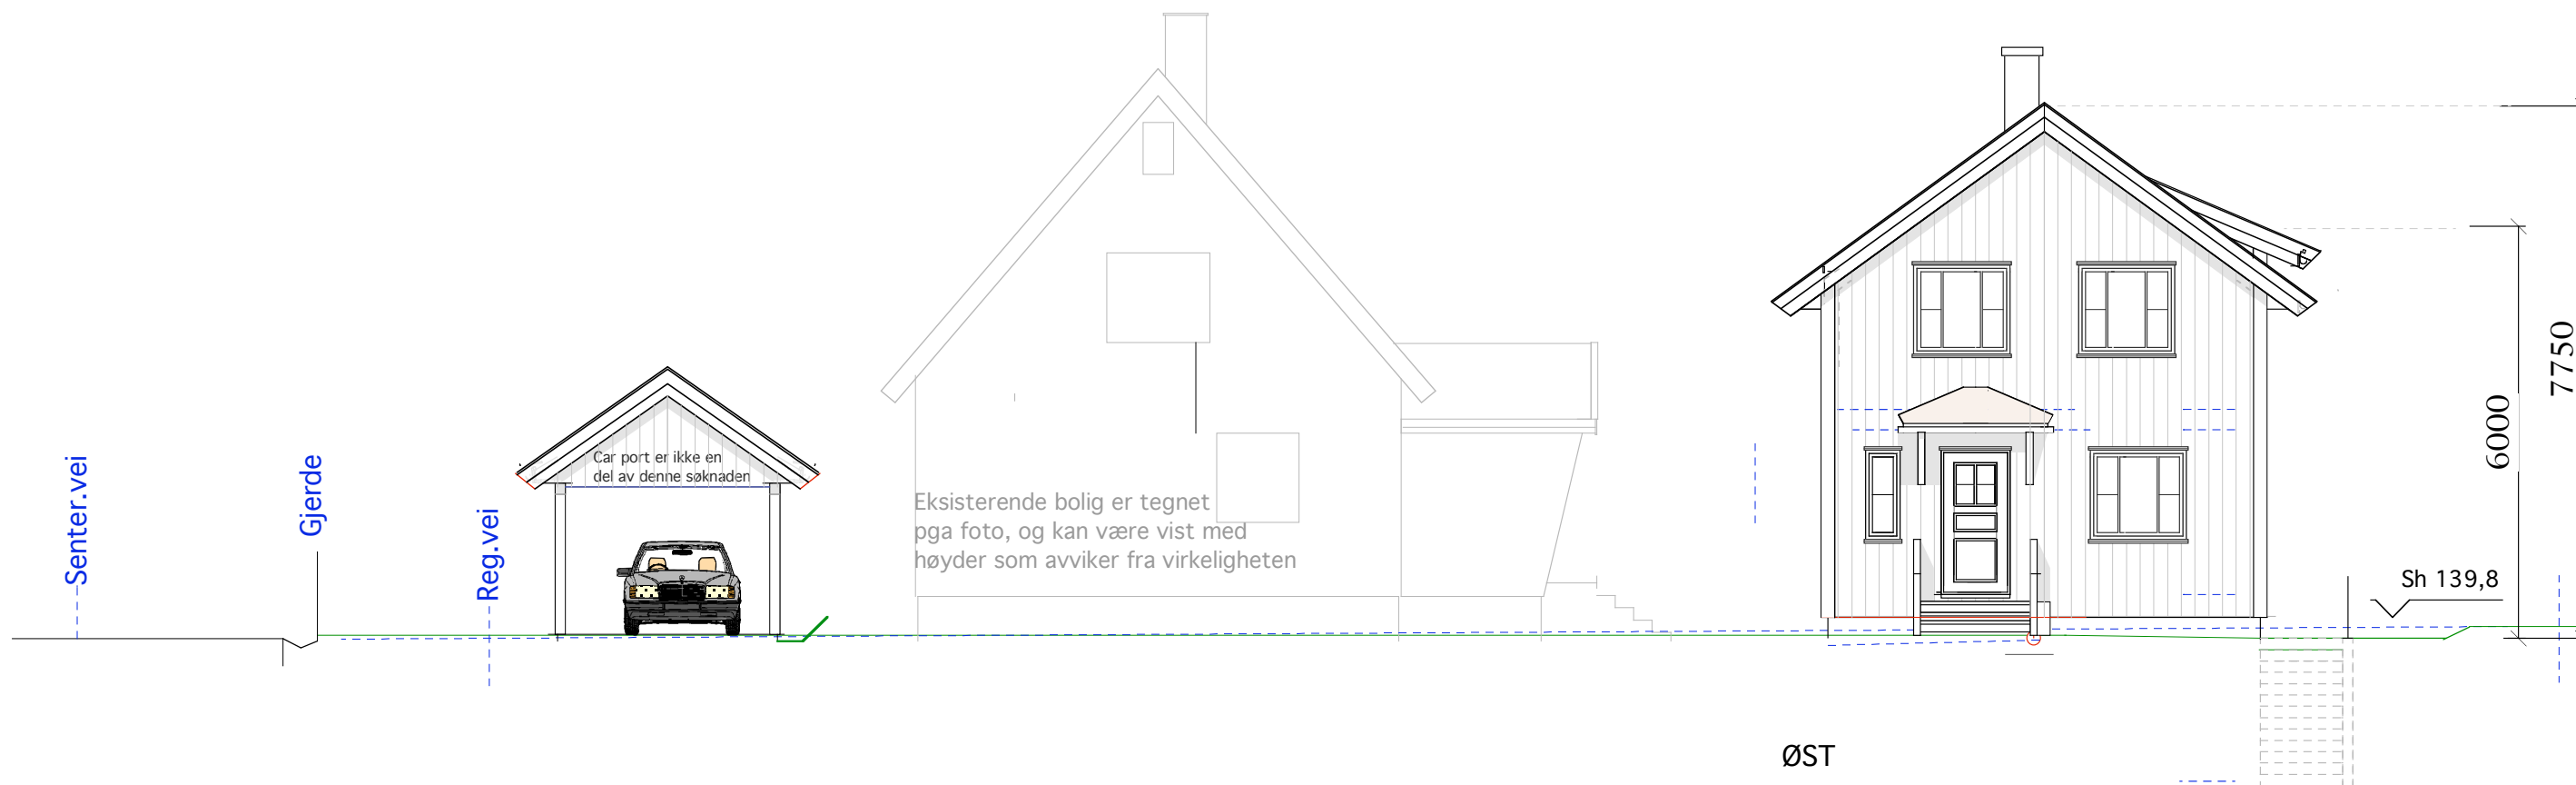 Senter.vei
Gjerde
Reg.vei
Car port er ikke en
del av denne søknaden
Eksisterende bolig er tegnet
pga foto, og kan være vist med
høyder som avviker fra virkeligheten
Sh 139,8
6000
7750
ØST